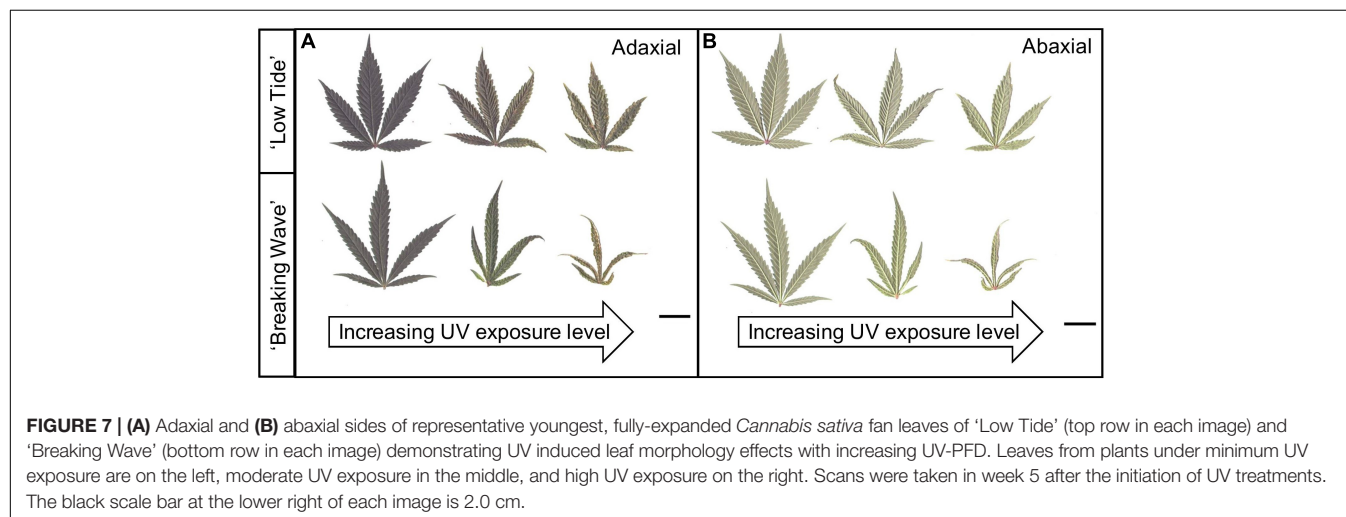 A
Adaxial
B
Abaxial
'Low Tide'
'Breaking Wave'
Increasing UV exposure level
Increasing UV exposure level
FIGURE 7 | (A) Adaxial and (B) abaxial sides of representative youngest, fully-expanded Cannabis sativa fan leaves of 'Low Tide' (top row in each image) and
'Breaking Wave' (bottom row in each image) demonstrating UV induced leaf morphology effects with increasing UV-PFD. Leaves from plants under minimum UV
exposure are on the left, moderate UV exposure in the middle, and high UV exposure on the right. Scans were taken in week 5 after the initiation of UV treatments.
The black scale bar at the lower right of each image is 2.0 cm.